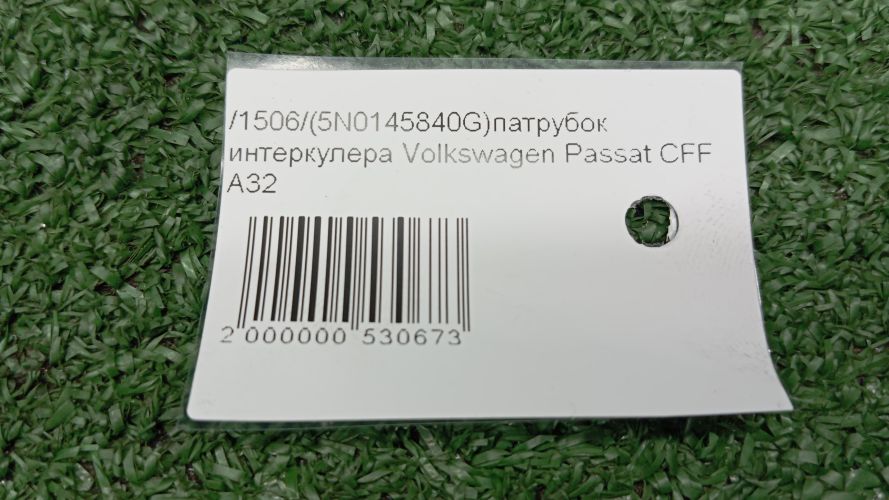 /1506/(5N0145840G)патрубок
интеркулера Volkswagen Passat CFF
A32
2 000000 530673